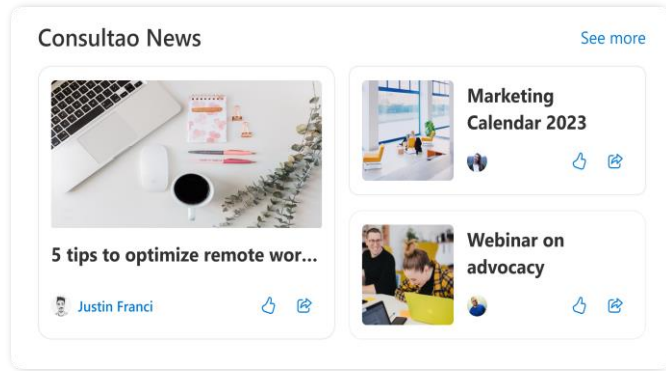 Consultao News
See more
5 tips to optimize remote wor...
Justin Franci
Marketing
Calendar 2023
Webinar on
advocacy